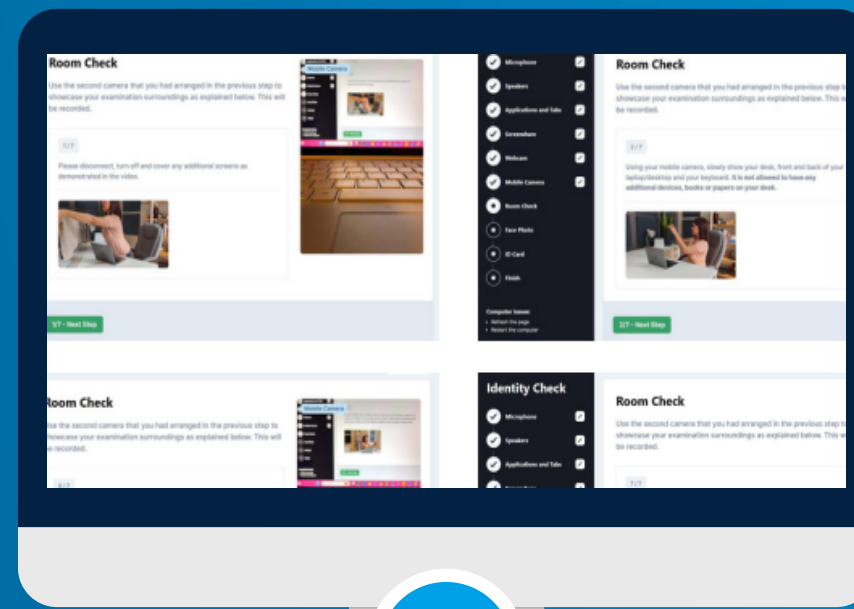 Room Check
Use the second camera that you had arranged in the previous step to
showcase your examination surroundings as explained below. This will
be recorded.
1/7
Please disconnect, turn off and cover any additional screens as
demonstrated in the video.
Mobile Camera
1/7 - Next Step
Microphone
Speakers
Applications and Tabs
Screenshare
Webcam
Mobile Camera
Room Check
Face Photo
ID Card
Finish
Computer Issues:
Refresh the page
Restart the computer
Room Check
Use the second camera that you had arranged in the previous step
showcase your examination surroundings as explained below. This
be recorded.
2/7
Using your mobile camera, slowly show your desk, front and back of your
laptop/desktop and your keyboard. It is not allowed to have any
additional devices, books or papers on your desk.
2/7 - Next Step
Room Check
the second camera that you had arranged in the previous step to
showcase your examination surroundings as explained below. This will
be recorded.
Mobile Camera
Identity Check
Microphone
Speakers
Applications and Tabs
Room Check
Use the second camera that you had arranged in the previous step
showcase your examination surroundings as explained below. This
be recorded.
7/7